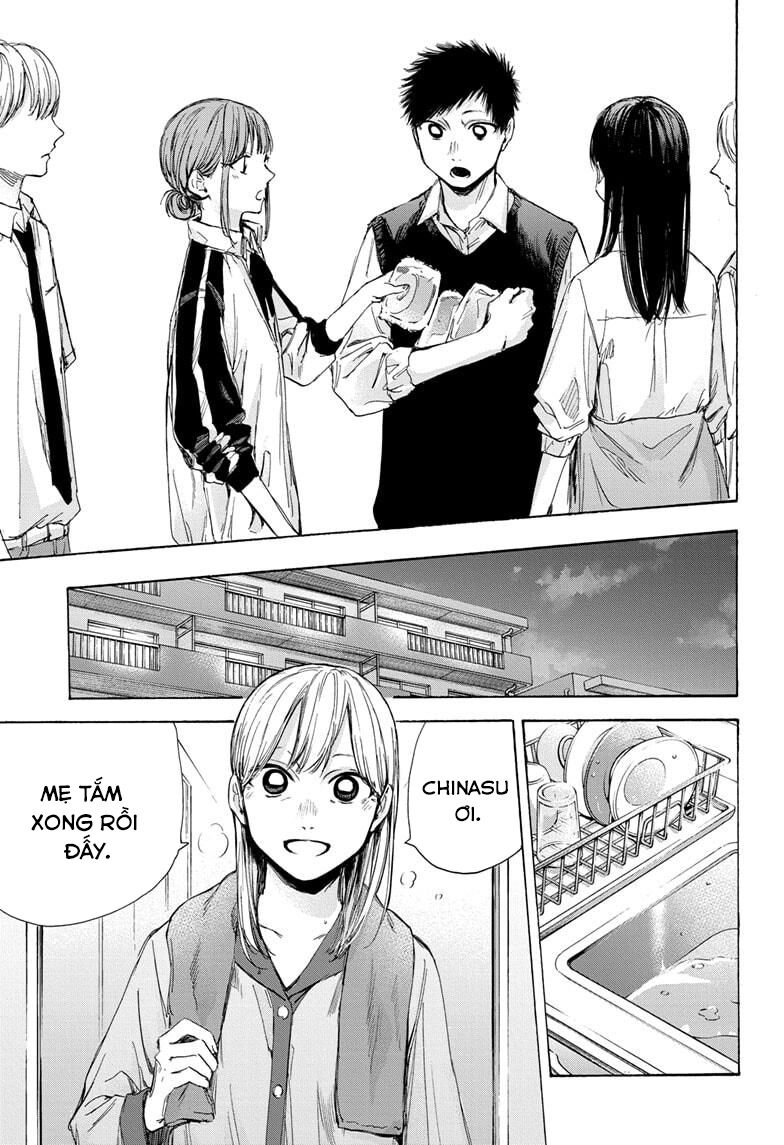 CHINASU
ƠI.
MẸ TẮM
XONG RỒI
ĐẤY.